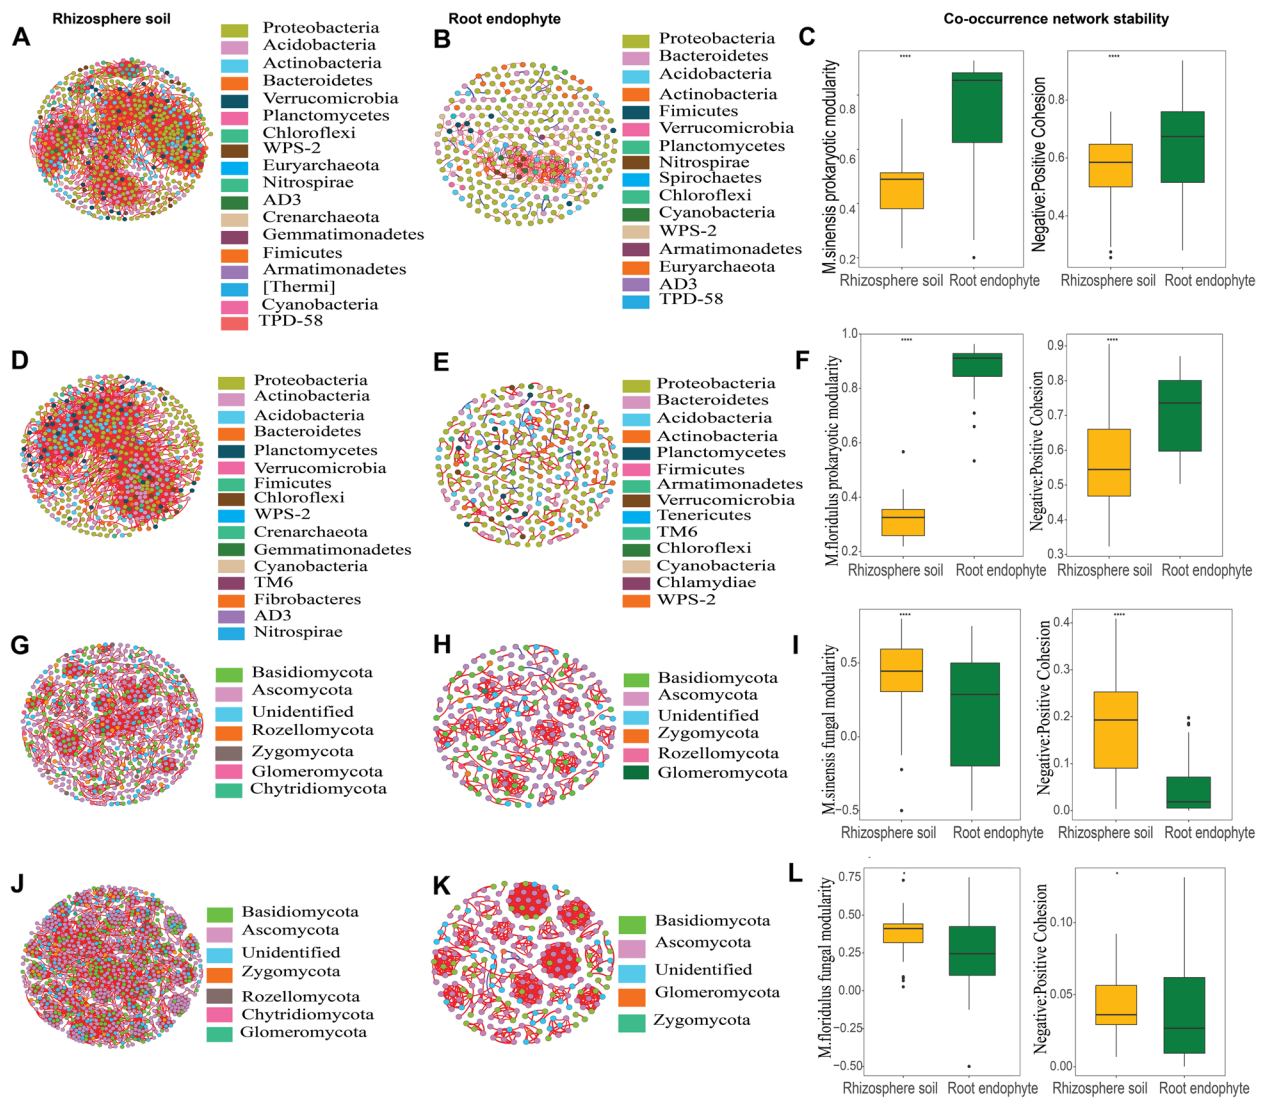 Rhizosphere soil
Root endophyte
Co-occurrence network stability
A
Proteobacteria
Acidobacteria
Actinobacteria
Bacteroidetes
Verrucomicrobia
Planctomycetes
Chloroflexi
WPS-2
Euryarchaeota
Nitrospirae
AD3
Crenarchaeota
Gemmatimonadetes
Fimicutes
Armatimonadetes
[Thermi]
Cyanobacteria
TPD-58
B
Proteobacteria
Bacteroidetes
Acidobacteria
Actinobacteria
Fimicutes
Verrucomicrobia
Planctomycetes
Nitrospirae
Spirochaetes
Chloroflexi
Cyanobacteria
WPS-2
Armatimonadetes
Euryarchaeota
AD3
TPD-58
C
M.sinensis prokaryotic modularity
0.8
0.6
0.4
0.2
****
Rhizosphere soil
Root endophyte
Negative:Positive Cohesion
0.8
0.6
0.4
****
Rhizosphere soil
Root endophyte
D
Proteobacteria
Actinobacteria
Acidobacteria
Bacteroidetes
Planctomycetes
Verrucomicrobia
Fimicutes
Chloroflexi
WPS-2
Crenarchaeota
Gemmatimonadetes
Cyanobacteria
TM6
Fibrobacteres
AD3
Nitrospirae
E
Proteobacteria
Bacteroidetes
Acidobacteria
Actinobacteria
Planctomycetes
Firmicutes
Armatimonadetes
Verrucomicrobia
Tenericutes
TM6
Chloroflexi
Cyanobacteria
Chlamydiae
WPS-2
F
M.floridulus prokaryotic modularity
1.0
0.8
0.6
0.4
0.2
****
Rhizosphere soil
Root endophyte
Negative:Positive Cohesion
0.9
0.8
0.7
0.6
0.5
0.4
0.3
****
Rhizosphere soil
Root endophyte
G
Basidiomycota
Ascomycota
Unidentified
Rozellomycota
Zygomycota
Glomeromycota
Chytridiomycota
H
Basidiomycota
Ascomycota
Unidentified
Zygomycota
Rozellomycota
Glomeromycota
I
M.sinensis fungal modularity
0.5
0.0
−0.5
****
Rhizosphere soil
Root endophyte
Negative:Positive Cohesion
0.4
0.3
0.2
0.1
0.0
****
Rhizosphere soil
Root endophyte
J
Basidiomycota
Ascomycota
Unidentified
Zygomycota
Rozellomycota
Chytridiomycota
Glomeromycota
K
Basidiomycota
Ascomycota
Unidentified
Glomeromycota
Zygomycota
L
M.floridulus fungal modularity
0.75
0.50
0.25
0.00
−0.25
−0.50
*
Rhizosphere soil
Root endophyte
Negative:Positive Cohesion
0.10
0.05
0.00
*
Rhizosphere soil
Root endophyte